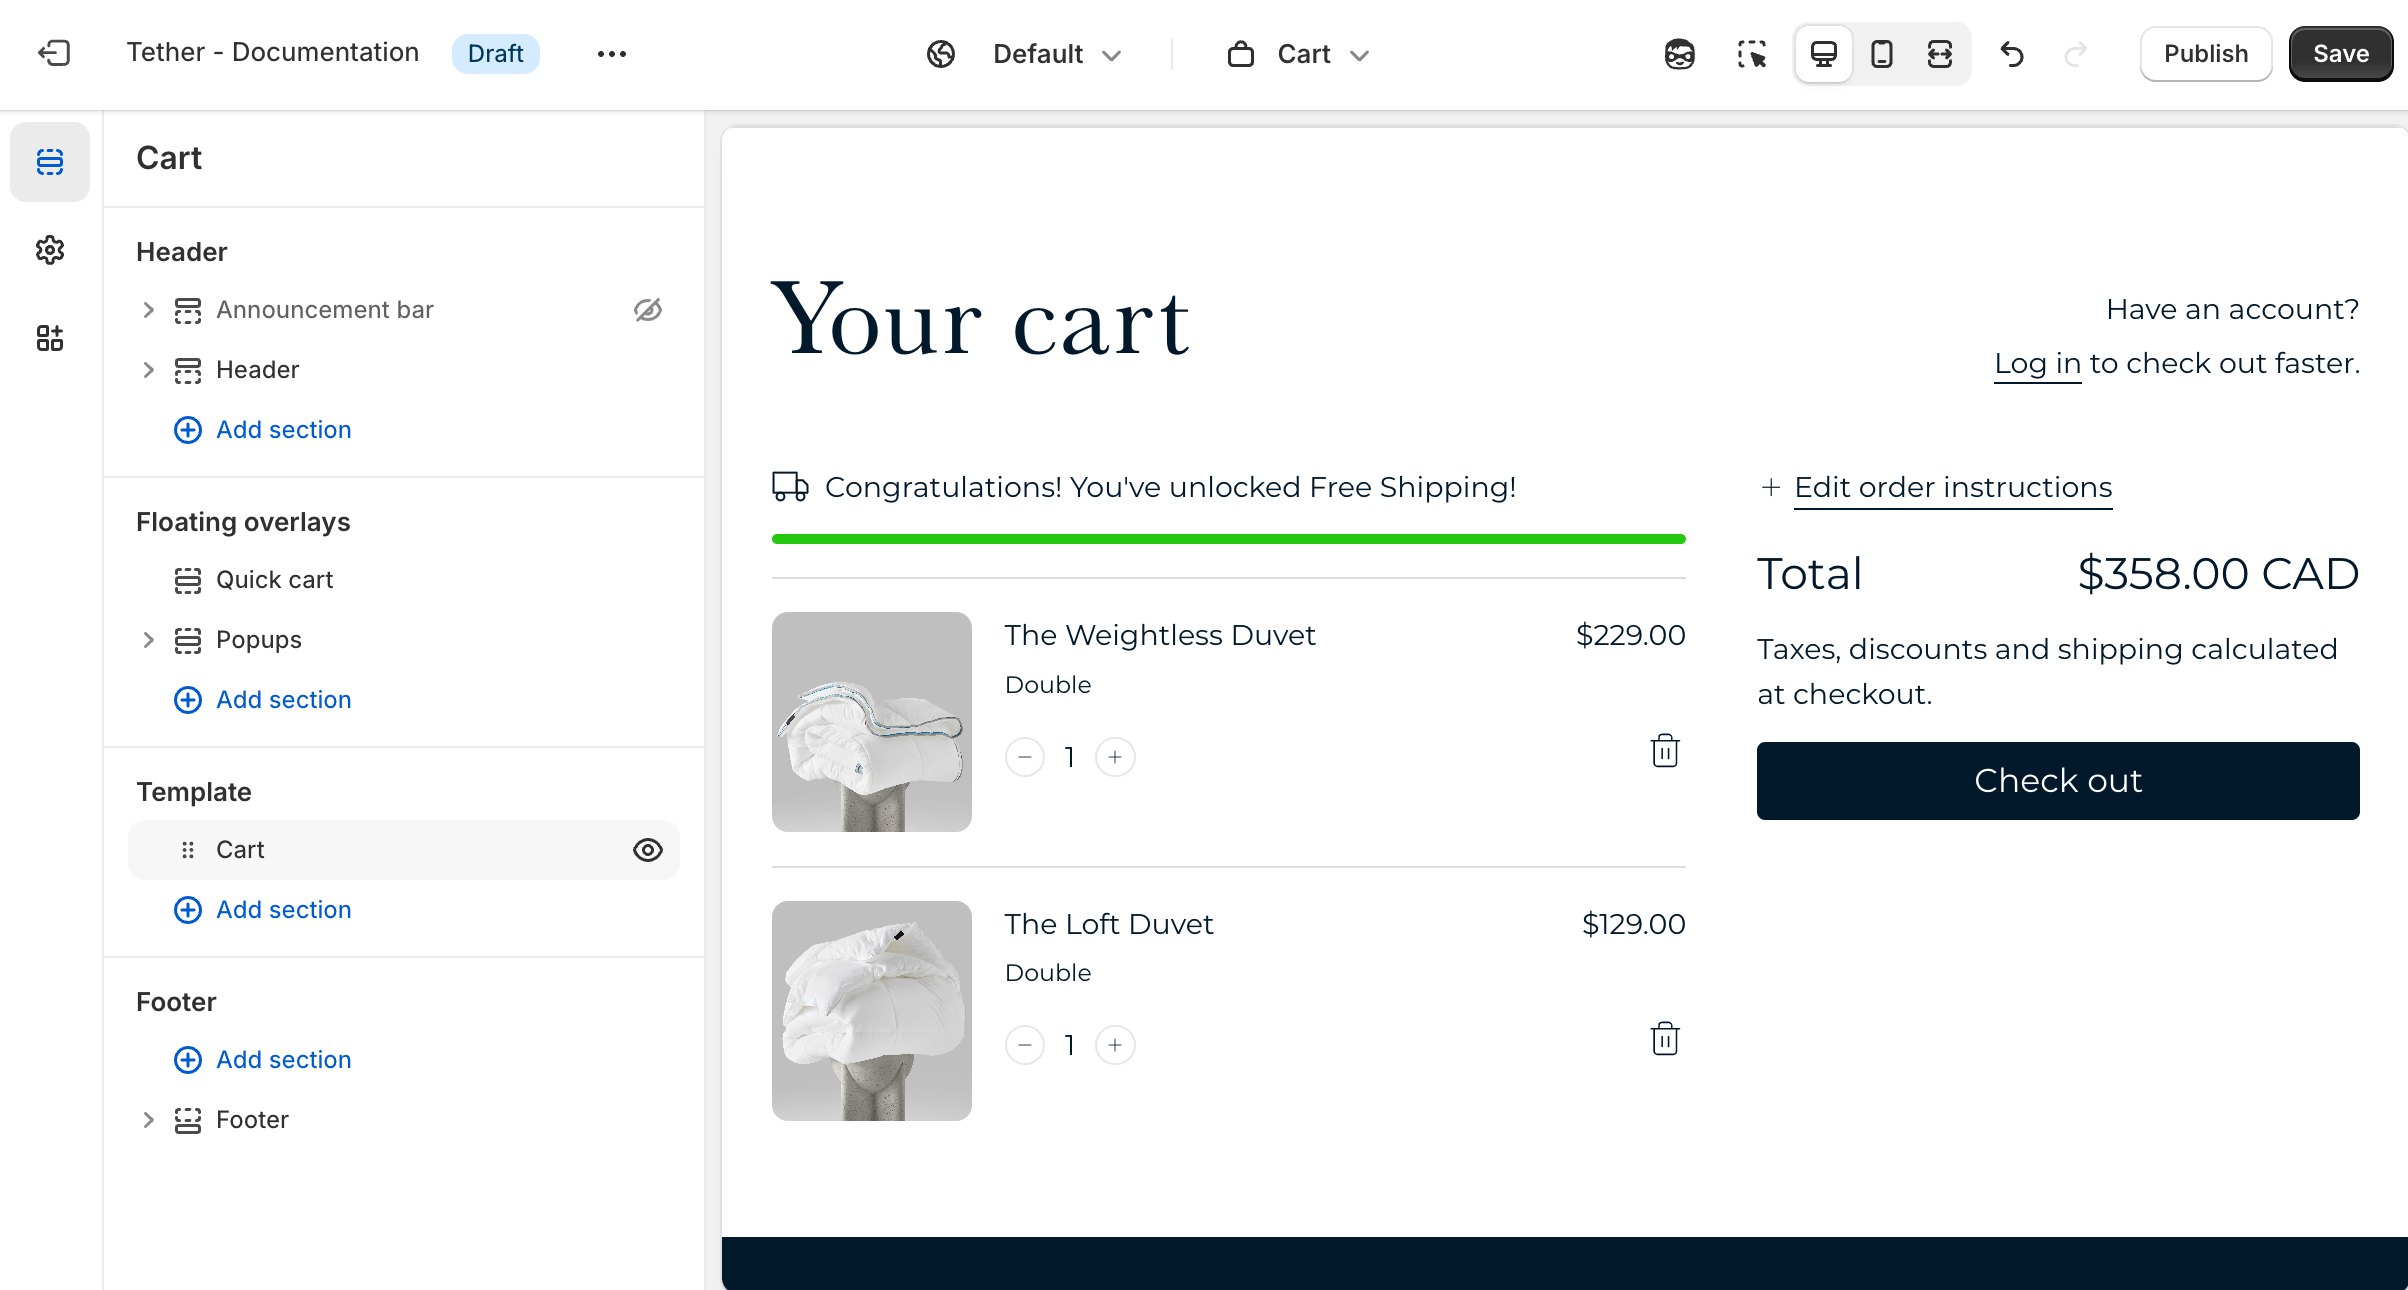 Tether - Documentation
Draft
Default
Cart
Publish
Save
Cart
Header
Announcement bar
Header
Add section
Floating overlays
Quick cart
Popups
Add section
Template
Cart
Add section
Footer
Add section
Footer
Your cart
Have an account?
Log in to check out faster.
Congratulations! You've unlocked Free Shipping!
The Weightless Duvet
$229.00
Double
1
The Loft Duvet
$129.00
Double
1
Edit order instructions
Total
$358.00 CAD
Taxes, discounts and shipping calculated
at checkout.
Check out